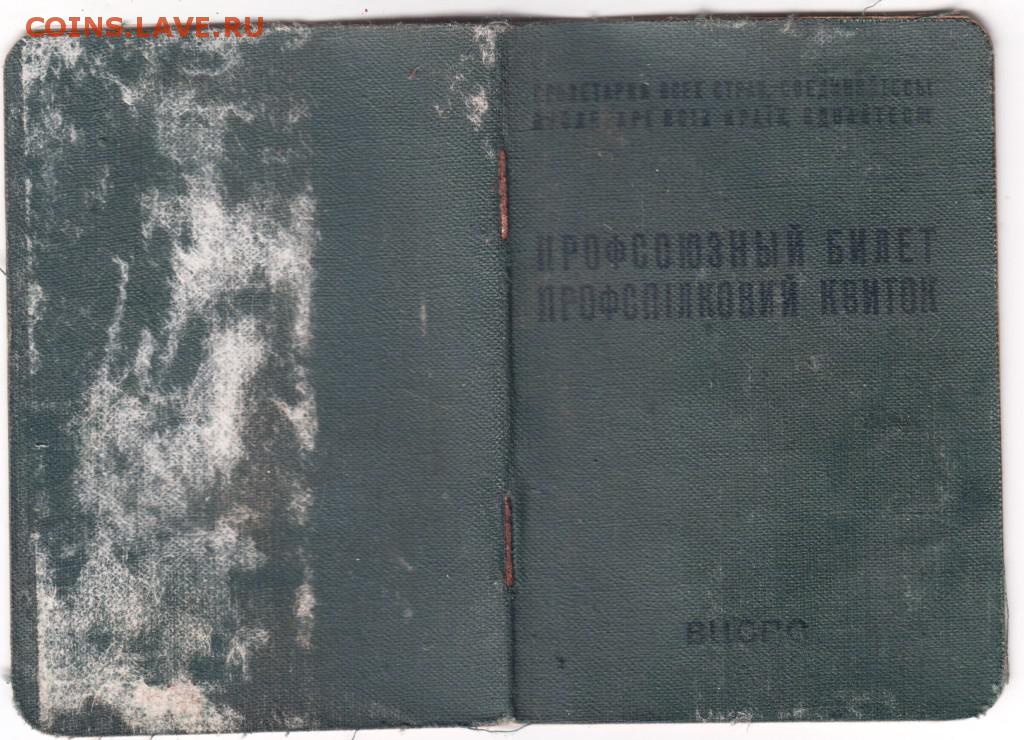 COINS.LAVE.RU
ПРОЛЕТАРИИ ВСЕХ СТРАН, СОЕДИНЯЙТЕСЬ!
ПРОЛЕТАРІ ВСІХ КРАЇН, ЄДНАЙТЕСЯ!
ПРОФСОЮЗНЫЙ БИЛЕТ
ПРОФСПІЛКОВИЙ КВИТОК
ВЦСПС